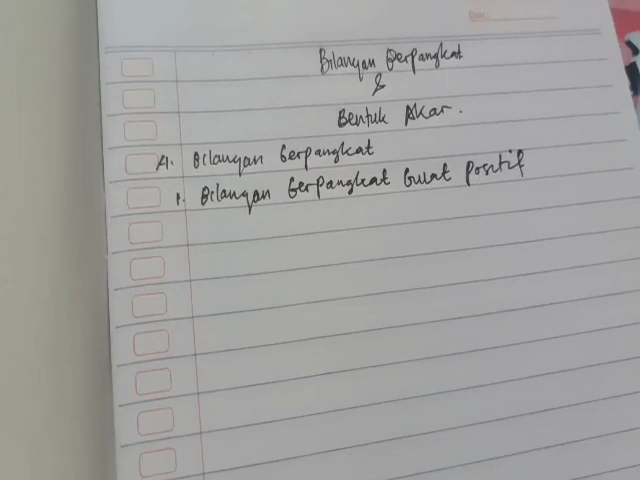 Bilangan Berpangkat
&
Bentuk Akar.
A. Bilangan berpangkat
1. Bilangan berpangkat bulat positif